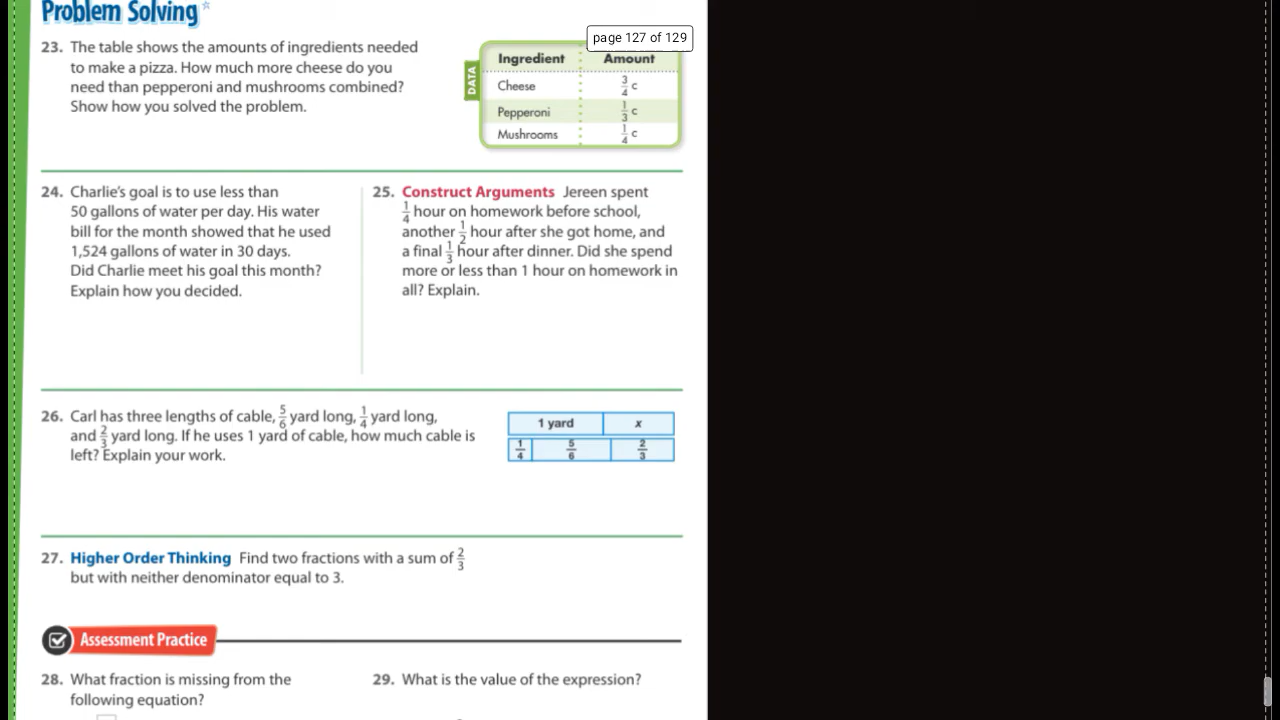 Problem Solving
page 127 of 129
23. The table shows the amounts of ingredients needed
to make a pizza. How much more cheese do you
need than pepperoni and mushrooms combined?
Show how you solved the problem.
DATA
Ingredient Amount
Cheese 3/4 c
Pepperoni 1/3 c
Mushrooms 1/4 c
24. Charlie's goal is to use less than
50 gallons of water per day. His water
bill for the month showed that he used
1,524 gallons of water in 30 days.
Did Charlie meet his goal this month?
Explain how you decided.
25. Construct Arguments Jereen spent
1/4 hour on homework before school,
another 1/2 hour after she got home, and
a final 1/3 hour after dinner. Did she spend
more or less than 1 hour on homework in
all? Explain.
26. Carl has three lengths of cable, 5/6 yard long, 1/4 yard long,
and 2/3 yard long. If he uses 1 yard of cable, how much cable is
left? Explain your work.
1 yard x
1/4 5/6 2/3
27. Higher Order Thinking Find two fractions with a sum of 2/3
but with neither denominator equal to 3.
Assessment Practice
28. What fraction is missing from the
following equation?
29. What is the value of the expression?